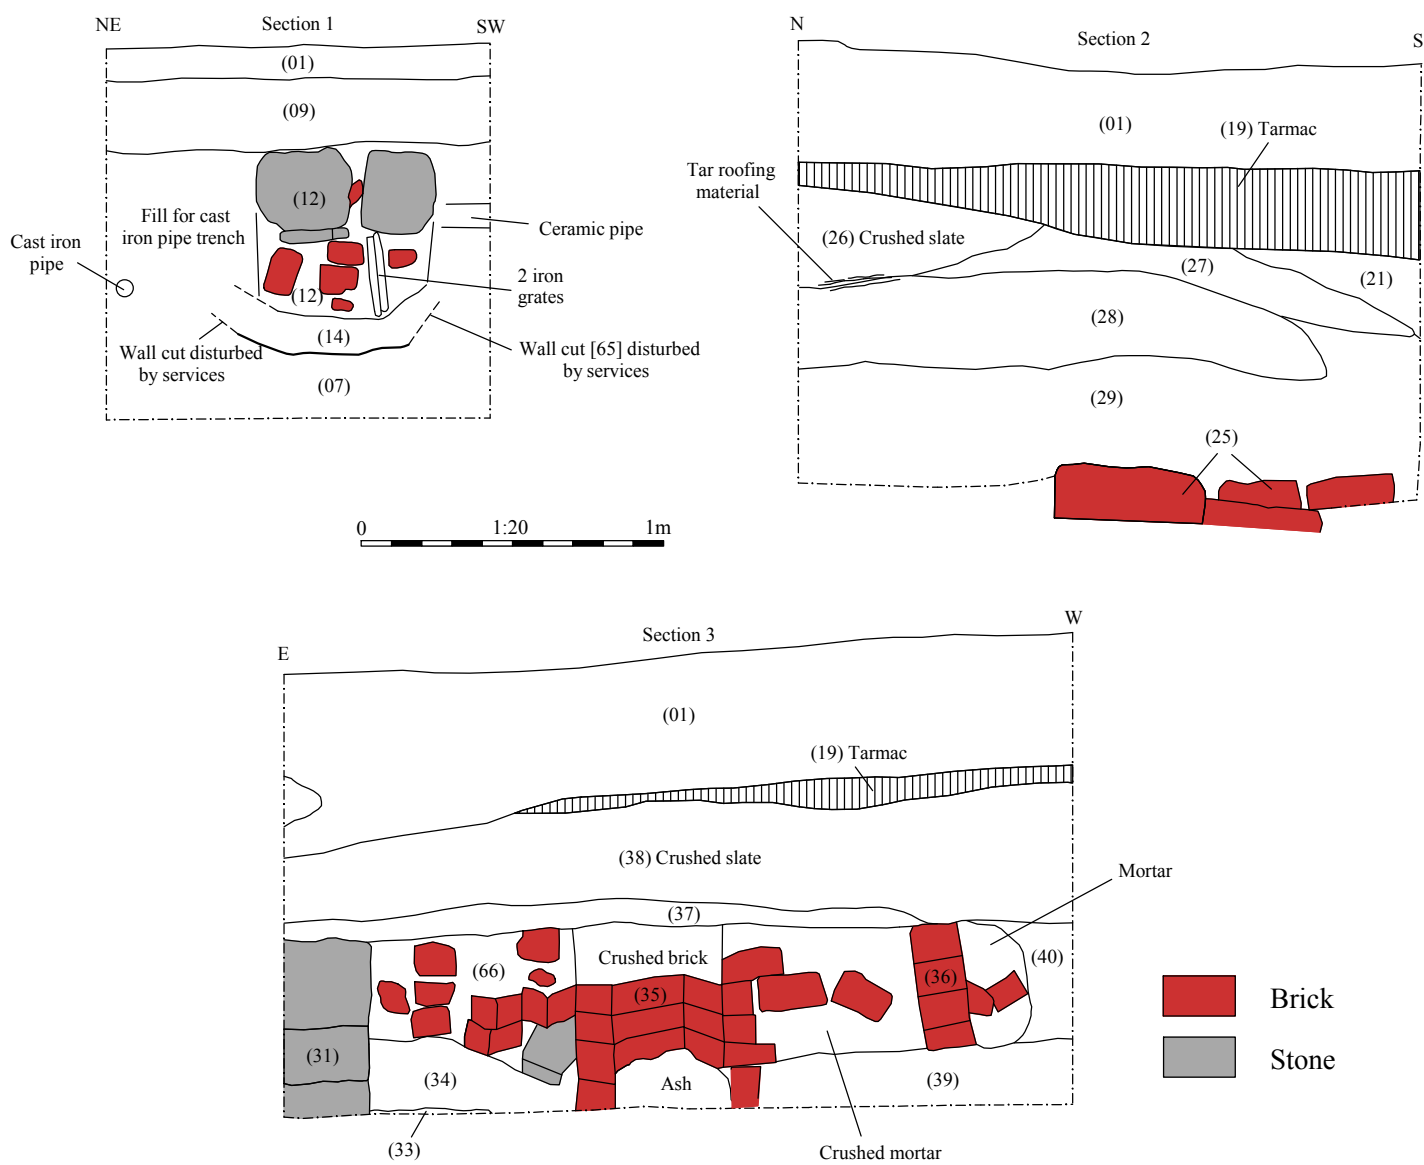 NE
Section 1
SW
(01)
(09)
(12)
Fill for cast
iron pipe trench
Cast iron
pipe
Ceramic pipe
(12)
2 iron
grates
(14)
Wall cut disturbed
by services
Wall cut [65] disturbed
by services
(07)
N
Section 2
S
(01)
(19) Tarmac
Tar roofing
material
(26) Crushed slate
(27)
(21)
(28)
(29)
(25)
0
1:20
1m
E
Section 3
W
(01)
(19) Tarmac
(38) Crushed slate
Mortar
(37)
(66)
Crushed brick
(40)
(35)
(36)
(31)
(34)
Ash
(39)
(33)
Crushed mortar
Brick
Stone